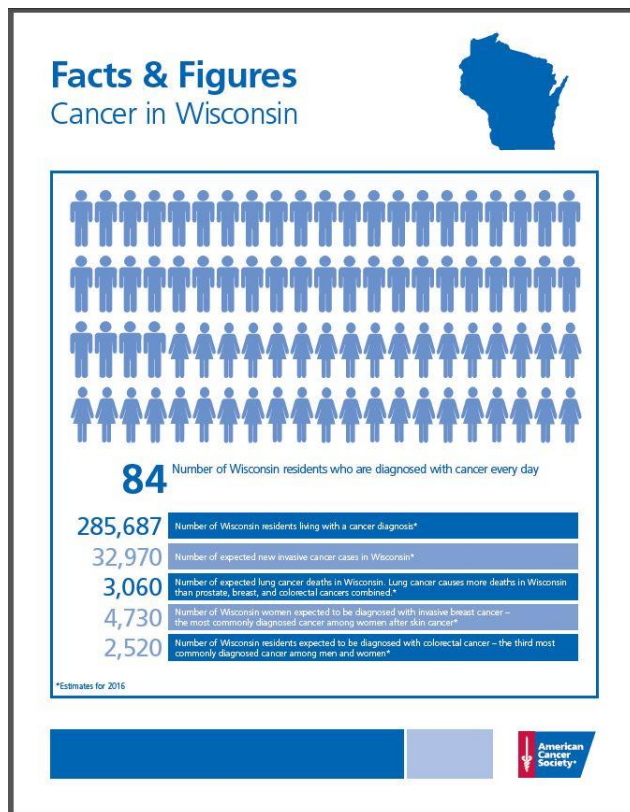 Facts & Figures
Cancer in Wisconsin
84 Number of Wisconsin residents who are diagnosed with cancer every day
285,687 Number of Wisconsin residents living with a cancer diagnosis*
32,970 Number of expected new invasive cancer cases in Wisconsin*
3,060 Number of expected lung cancer deaths in Wisconsin. Lung cancer causes more deaths in Wisconsin
than prostate, breast, and colorectal cancers combined.*
4,730 Number of Wisconsin women expected to be diagnosed with invasive breast cancer –
the most commonly diagnosed cancer among women after skin cancer*
2,520 Number of Wisconsin residents expected to be diagnosed with colorectal cancer – the third most
commonly diagnosed cancer among men and women*
*Estimates for 2016
American
Cancer
Society®